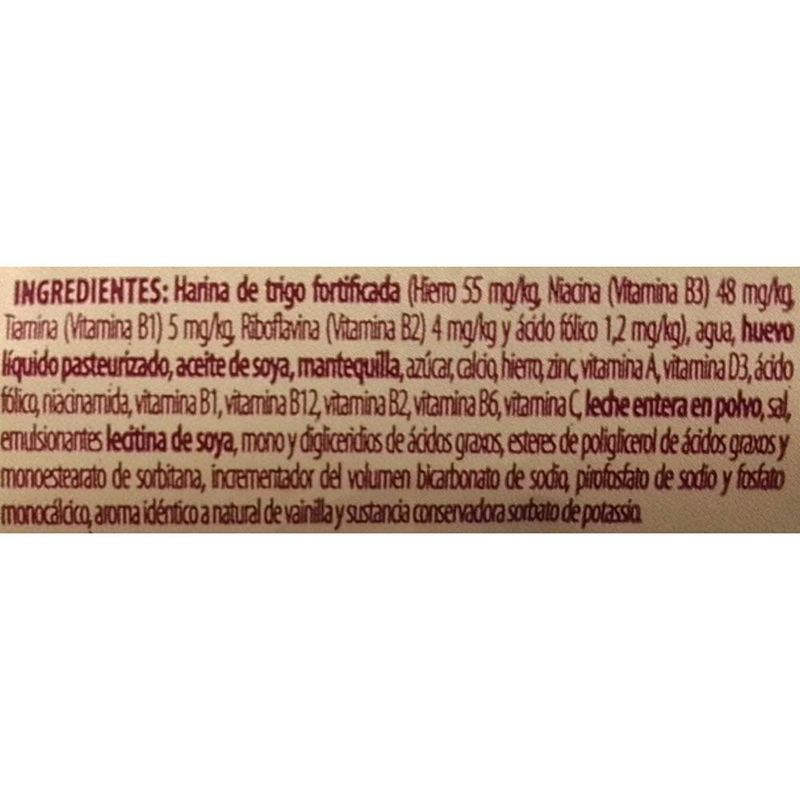 INGREDIENTES: Harina de trigo fortificada (Hierro 55 mg/kg, Niacina (Vitamina B3) 48 mg/kg,
Tiamina (Vitamina B1) 5 mg/kg, Riboflavina (Vitamina B2) 4 mg/kg y ácido fólico 1,2 mg/kg), agua, huevo
líquido pasteurizado, aceite de soya, mantequilla, azúcar, calcio, hierro, zinc, vitamina A, vitamina D3, ácido
fólico, niacinamida, vitamina B1, vitamina B12, vitamina B2, vitamina B6, vitamina C, leche entera en polvo, sal,
emulsionantes lecitina de soya, mono y digliceridios de ácidos graxos, esteres de poliglicerol de ácidos graxos y
monoestearato de sorbitana, incrementador del volumen bicarbonato de sodio, pirofosfato de sodio y fosfato
monocálcico, aroma idéntico a natural de vainilla y sustancia conservadora sorbato de potassio.